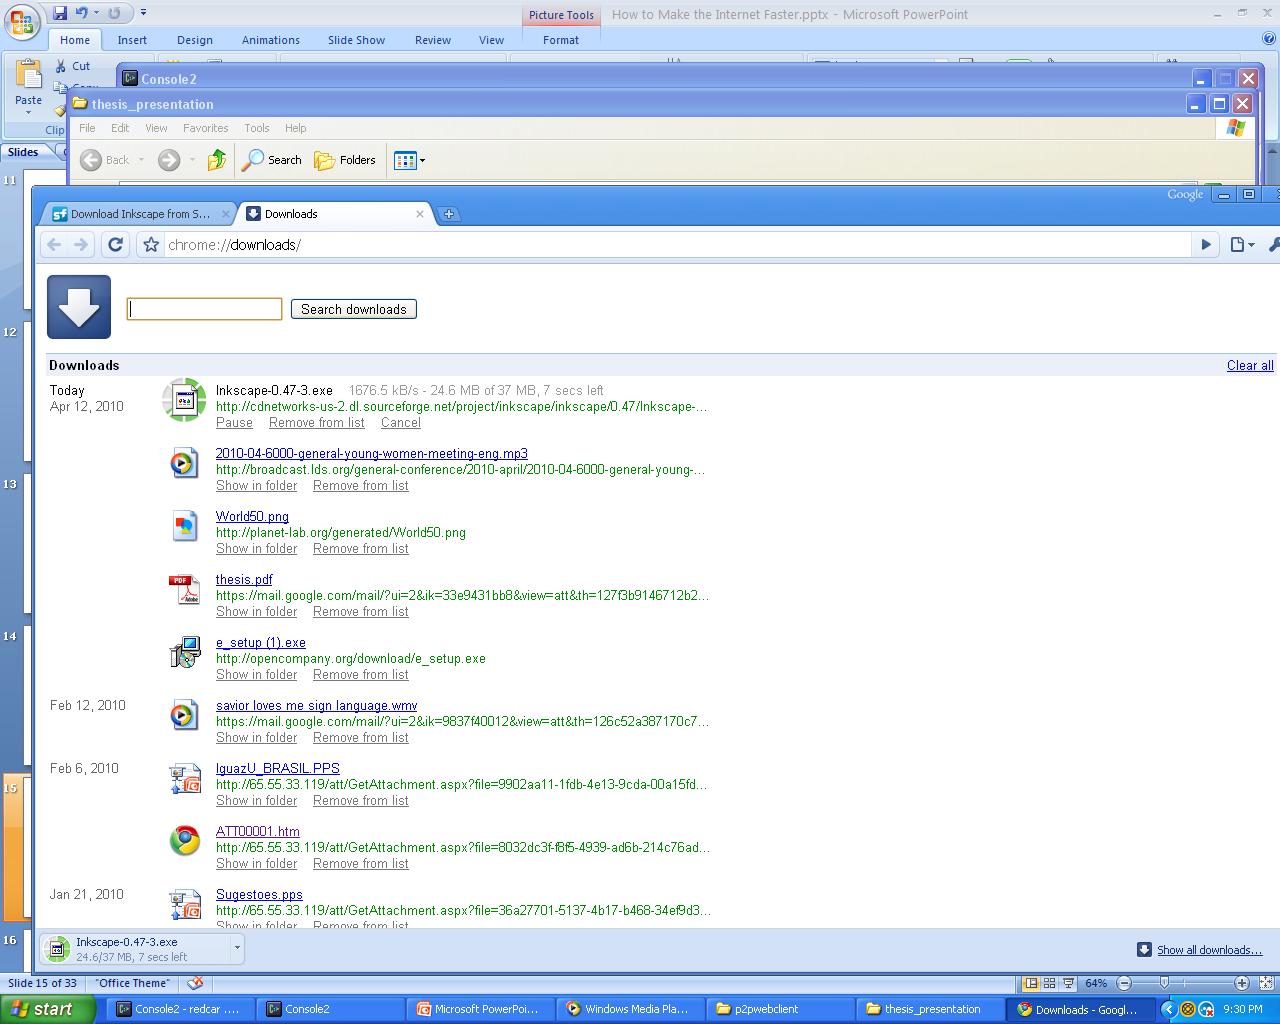 How to Make the Internet Faster.pptx - Microsoft PowerPoint
Picture Tools
Home Insert Design Animations Slide Show Review View Format
Cut
Copy
Paste
Clip
Console2
thesis_presentation
File Edit View Favorites Tools Help
Back Search Folders
Slides
11
12
13
14
15
16
Google
Download Inkscape from S...
Downloads
chrome://downloads/
Search downloads
Downloads
Clear all
Today
Apr 12, 2010
Inkscape-0.47-3.exe 1676.5 kB/s - 24.6 MB of 37 MB, 7 secs left
http://cdnetworks-us-2.dl.sourceforge.net/project/inkscape/inkscape/0.47/Inkscape-...
Pause Remove from list Cancel
2010-04-6000-general-young-women-meeting-eng.mp3
http://broadcast.lds.org/general-conference/2010-april/2010-04-6000-general-young-...
Show in folder Remove from list
World50.png
http://planet-lab.org/generated/World50.png
Show in folder Remove from list
PDF
Adobe
thesis.pdf
https://mail.google.com/mail/?ui=2&ik=33e9431bb8&view=att&th=127f3b9146712b2...
Show in folder Remove from list
e_setup (1).exe
http://opencompany.org/download/e_setup.exe
Show in folder Remove from list
Feb 12, 2010
savior loves me sign language.wmv
https://mail.google.com/mail/?ui=2&ik=9837f40012&view=att&th=126c52a387170c7...
Show in folder Remove from list
Feb 6, 2010
IguazU_BRASIL.PPS
http://65.55.33.119/att/GetAttachment.aspx?file=9902aa11-1fdb-4e13-9cda-00a15fd...
Show in folder Remove from list
ATT00001.htm
http://65.55.33.119/att/GetAttachment.aspx?file=8032dc3f-f8f5-4939-ad6b-214c76ad...
Show in folder Remove from list
Jan 21, 2010
Sugestoes.pps
http://65.55.33.119/att/GetAttachment.aspx?file=36a27701-5137-4b17-b468-34ef9d3...
Show in folder Remove from list
Inkscape-0.47-3.exe
24.6/37 MB, 7 secs left
Show all downloads...
Slide 15 of 33 "Office Theme" 64%
start
Console2 - redcar ....
Console2
Microsoft PowerPoi...
Windows Media Pla...
p2pwebclient
thesis_presentation
Downloads - Googl...
9:30 PM